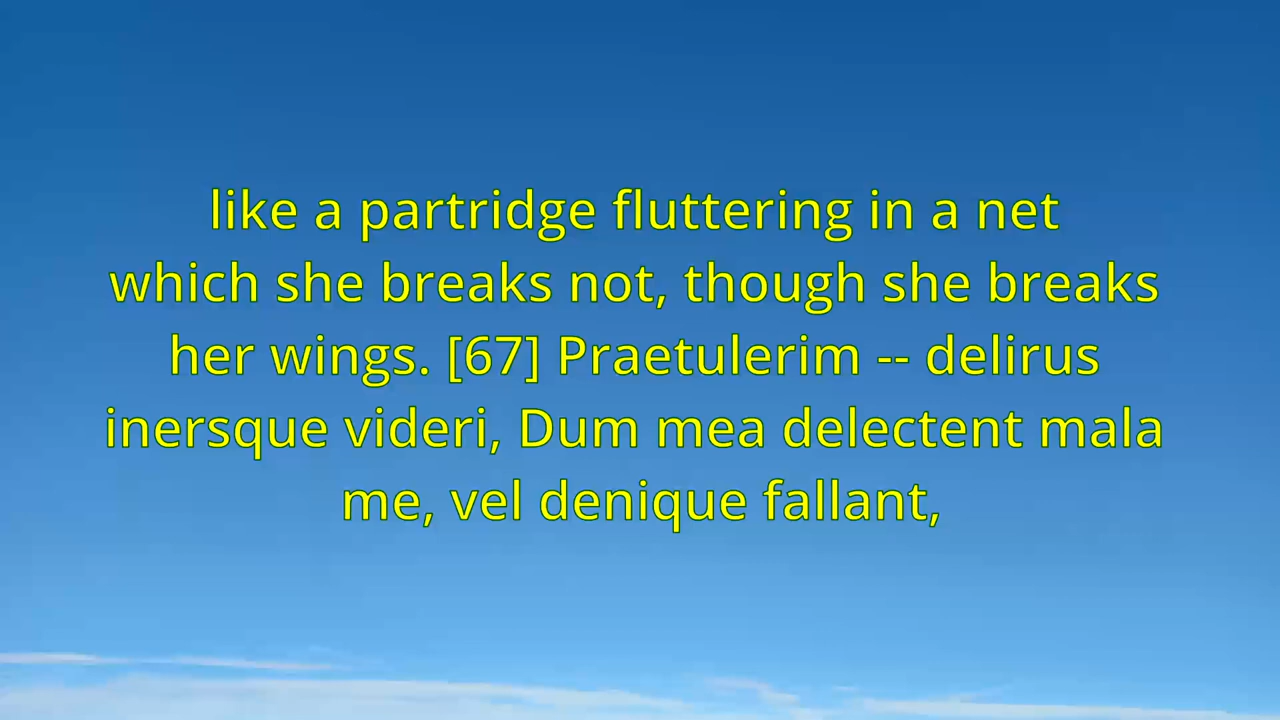 like a partridge fluttering in a net
which she breaks not, though she breaks
her wings. [67] Praetulerim -- delirus
inersque videri, Dum mea delectent mala
me, vel denique fallant,